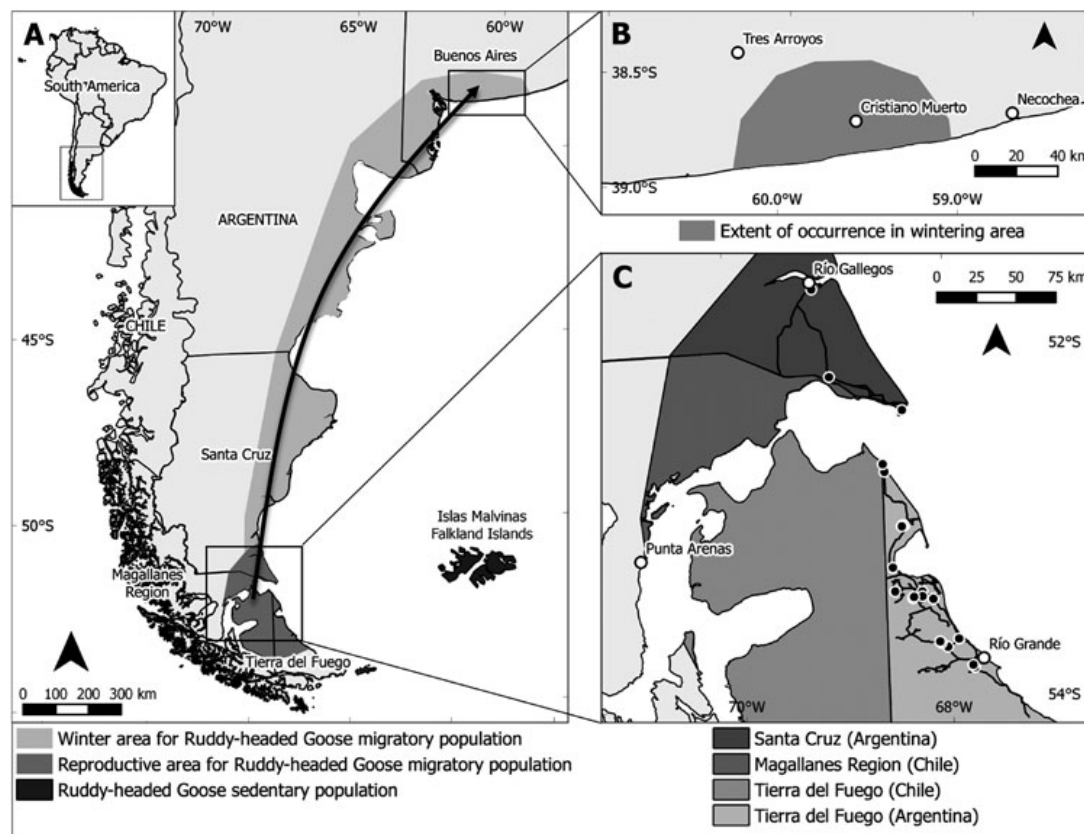 A
70°W
65°W
60°W
South America
Buenos Aires
ARGENTINA
CHILE
45°S
Santa Cruz
50°S
Islas Malvinas
Falkland Islands
Magallanes
Region
Tierra del Fuego
0 100 200 300 km
Winter area for Ruddy-headed Goose migratory population
Reproductive area for Ruddy-headed Goose migratory population
Ruddy-headed Goose sedentary population
B
Tres Arroyos
38.5°S
Cristiano Muerto
Necochea
0 20 40 km
39.0°S
60.0°W
59.0°W
Extent of occurrence in wintering area
C
Río Gallegos
0 25 50 75 km
52°S
Punta Arenas
Río Grande
70°W
68°W
54°S
Santa Cruz (Argentina)
Magallanes Region (Chile)
Tierra del Fuego (Chile)
Tierra del Fuego (Argentina)